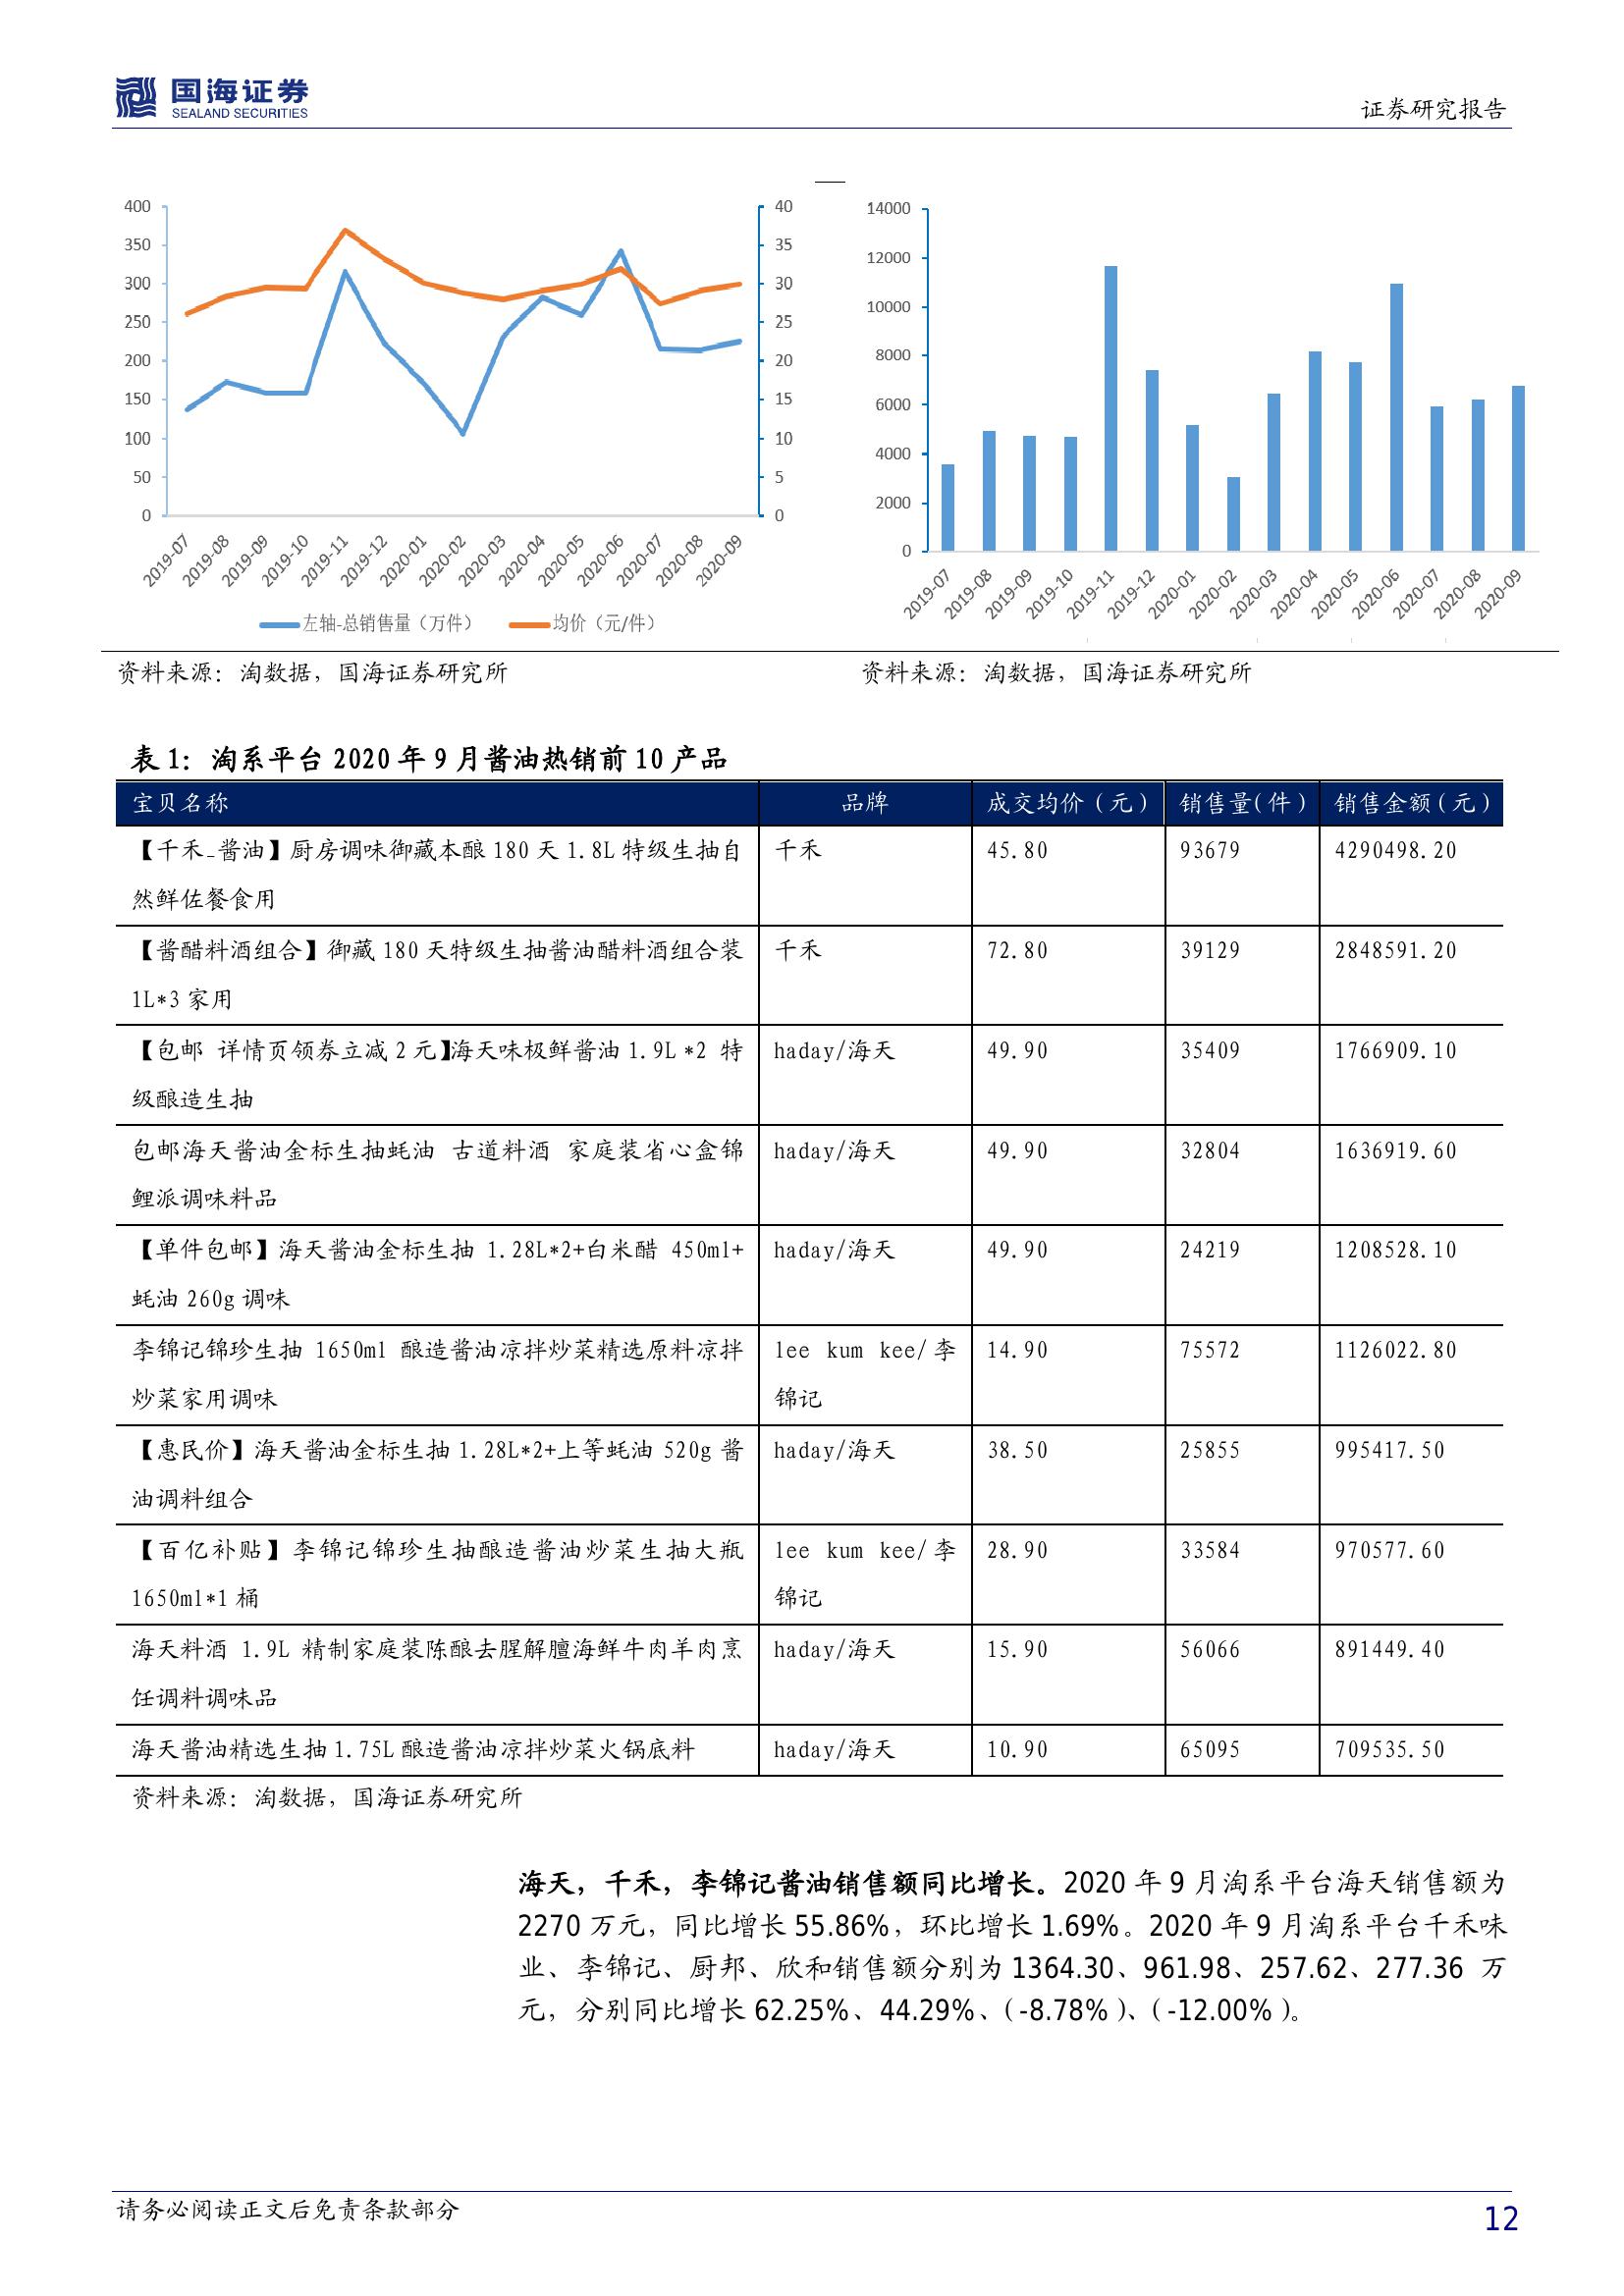 国海证券
SEALAND SECURITIES
证券研究报告
400
350
300
250
200
150
100
50
0
40
35
30
25
20
15
10
5
0
2019-07
2019-08
2019-09
2019-10
2019-11
2019-12
2020-01
2020-02
2020-03
2020-04
2020-05
2020-06
2020-07
2020-08
2020-09
左轴-总销售量（万件） 均价（元/件）
14000
12000
10000
8000
6000
4000
2000
0
2019-07
2019-08
2019-09
2019-10
2019-11
2019-12
2020-01
2020-02
2020-03
2020-04
2020-05
2020-06
2020-07
2020-08
2020-09
资料来源：淘数据，国海证券研究所
资料来源：淘数据，国海证券研究所
表 1：淘系平台 2020 年 9 月酱油热销前 10 产品
宝贝名称 品牌 成交均价（元） 销售量(件) 销售金额(元)
【千禾_酱油】厨房调味御藏本酿 180 天 1.8L 特级生抽自 千禾 45.80 93679 4290498.20
然鲜佐餐食用
【酱醋料酒组合】御藏 180 天特级生抽酱油醋料酒组合装 千禾 72.80 39129 2848591.20
1L*3 家用
【包邮 详情页领券立减 2 元】海天味极鲜酱油 1.9L *2 特 haday/海天 49.90 35409 1766909.10
级酿造生抽
包邮海天酱油金标生抽蚝油 古道料酒 家庭装省心盒锦 haday/海天 49.90 32804 1636919.60
鲤派调味料品
【单件包邮】海天酱油金标生抽 1.28L*2+白米醋 450ml+ haday/海天 49.90 24219 1208528.10
蚝油 260g 调味
李锦记锦珍生抽 1650ml 酿造酱油凉拌炒菜精选原料凉拌 lee kum kee/李 14.90 75572 1126022.80
炒菜家用调味 锦记
【惠民价】海天酱油金标生抽 1.28L*2+上等蚝油 520g 酱 haday/海天 38.50 25855 995417.50
油调料组合
【百亿补贴】李锦记锦珍生抽酿造酱油炒菜生抽大瓶 lee kum kee/李 28.90 33584 970577.60
1650ml*1 桶 锦记
海天料酒 1.9L 精制家庭装陈酿去腥解膻海鲜牛肉羊肉烹 haday/海天 15.90 56066 891449.40
饪调料调味品
海天酱油精选生抽 1.75L 酿造酱油凉拌炒菜火锅底料 haday/海天 10.90 65095 709535.50
资料来源：淘数据，国海证券研究所
海天，千禾，李锦记酱油销售额同比增长。2020 年 9 月淘系平台海天销售额为
2270 万元，同比增长 55.86%，环比增长 1.69%。2020 年 9 月淘系平台千禾味
业、李锦记、厨邦、欣和销售额分别为 1364.30、961.98、257.62、277.36 万
元，分别同比增长 62.25%、44.29%、（-8.78%）、（-12.00%）。
请务必阅读正文后免责条款部分
12